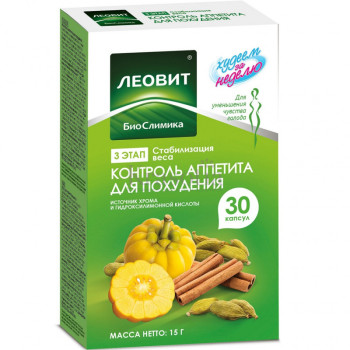 ЛЕОВИТ
БиоСлимика
худеем
за
неделю
Для
уменьшения
чувства
голода
3 ЭТАП
Стабилизация
веса
КОНТРОЛЬ АППЕТИТА
ДЛЯ ПОХУДЕНИЯ
ИСТОЧНИК ХРОМА
И ГИДРОКСИЛИМОННОЙ КИСЛОТЫ
30
капсул
МАССА НЕТТО: 15 Г